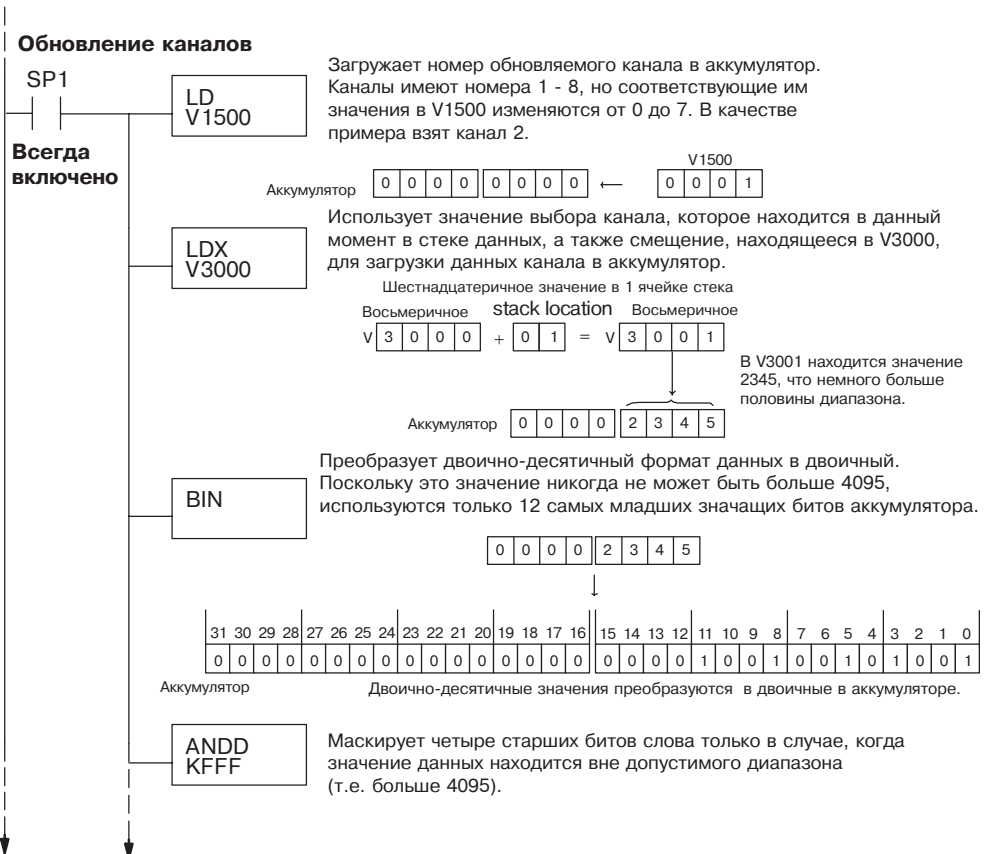 Обновление каналов
SP1
Всегда
включено
LD
V1500
Загружает номер обновляемого канала в аккумулятор.
Каналы имеют номера 1 - 8, но соответствующие им
значения в V1500 изменяются от 0 до 7. В качестве
примера взят канал 2.
V1500
Аккумулятор 0 0 0 0 0 0 0 0 ← 0 0 0 1
LDX
V3000
Использует значение выбора канала, которое находится в данный
момент в стеке данных, а также смещение, находящееся в V3000,
для загрузки данных канала в аккумулятор.
Шестнадцатеричное значение в 1 ячейке стека
Восьмеричное stack location Восьмеричное
V 3 0 0 0 + 0 1 = V 3 0 0 1
В V3001 находится значение
2345, что немного больше
половины диапазона.
Аккумулятор 0 0 0 0 2 3 4 5
BIN
Преобразует двоично-десятичный формат данных в двоичный.
Поскольку это значение никогда не может быть больше 4095,
используются только 12 самых младших значащих битов аккумулятора.
0 0 0 0 2 3 4 5
31 30 29 28 27 26 25 24 23 22 21 20 19 18 17 16 15 14 13 12 11 10 9 8 7 6 5 4 3 2 1 0
0 0 0 0 0 0 0 0 0 0 0 0 0 0 0 0 0 0 0 0 1 0 0 1 0 0 1 0 1 0 0 1
Аккумулятор Двоично-десятичные значения преобразуются в двоичные в аккумуляторе.
ANDD
KFFF
Маскирует четыре старших битов слова только в случае, когда
значение данных находится вне допустимого диапазона
(т.е. больше 4095).